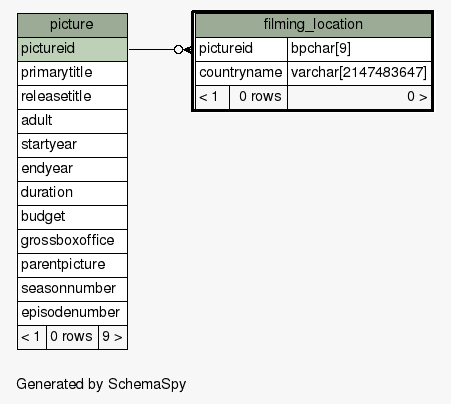 picture
pictureid
primarytitle
releasetitle
adult
startyear
endyear
duration
budget
grossboxoffice
parentpicture
seasonnumber
episodenumber
< 1 0 rows 9 >
filming_location
pictureid bpchar[9]
countryname varchar[2147483647]
< 1 0 rows 0 >
Generated by SchemaSpy